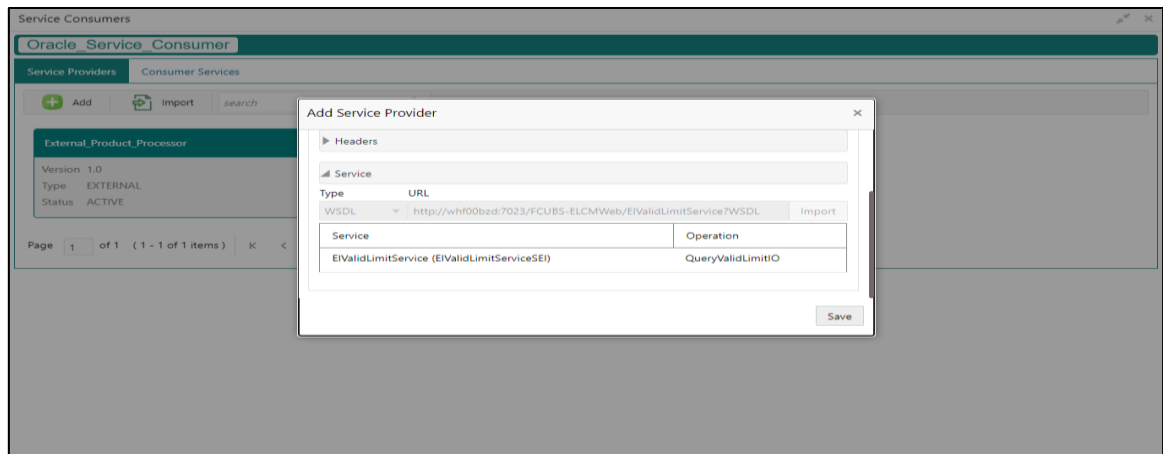 Service Consumers
Oracle_Service_Consumer
Service Providers Consumer Services
Add Import search
External_Product_Processor
Version 1.0
Type EXTERNAL
Status ACTIVE
Page 1 of 1 (1 - 1 of 1 items)
Add Service Provider
Headers
Service
Type URL
WSDL http://whf00bzd:7023/FCUBS-ELCMWeb/ElValidLimitService?WSDL Import
Service Operation
ElValidLimitService (ElValidLimitServiceSEI) QueryValidLimitIO
Save